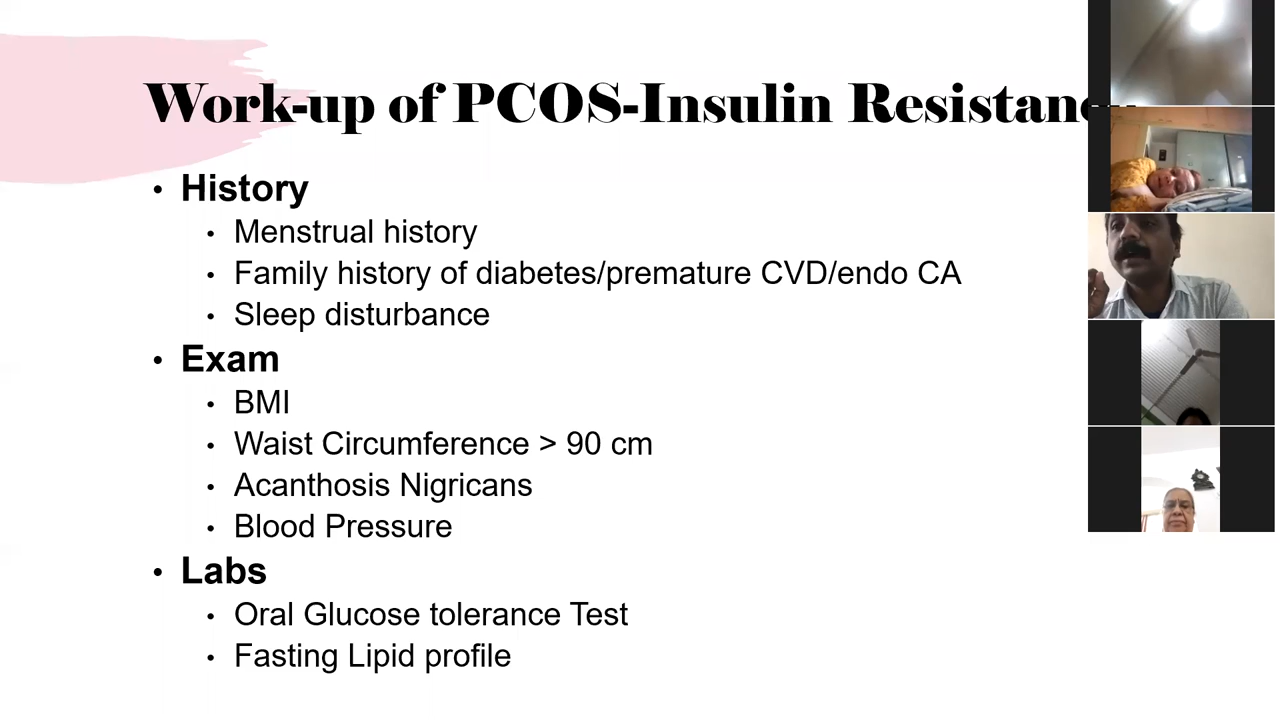 Work-up of PCOS-Insulin Resistance
• History
• Menstrual history
• Family history of diabetes/premature CVD/endo CA
• Sleep disturbance
• Exam
• BMI
• Waist Circumference > 90 cm
• Acanthosis Nigricans
• Blood Pressure
• Labs
• Oral Glucose tolerance Test
• Fasting Lipid profile